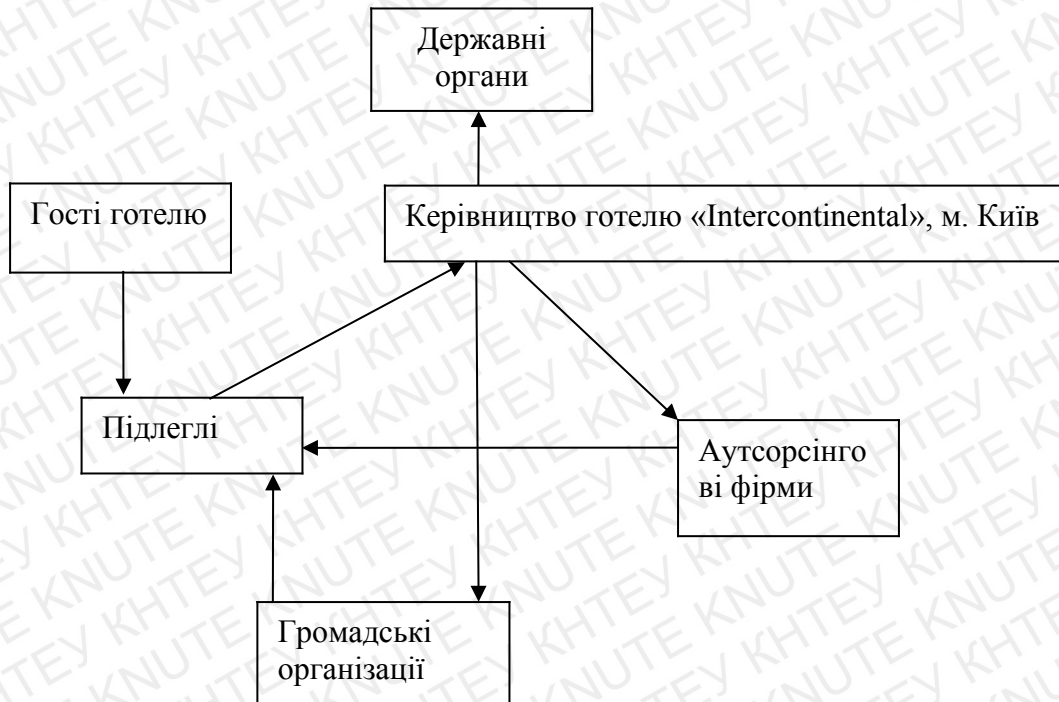 Державні
органи
Гості готелю
Керівництво готелю «Intercontinental», м. Київ
Підлеглі
Аутсорсінго
ві фірми
Громадські
організації